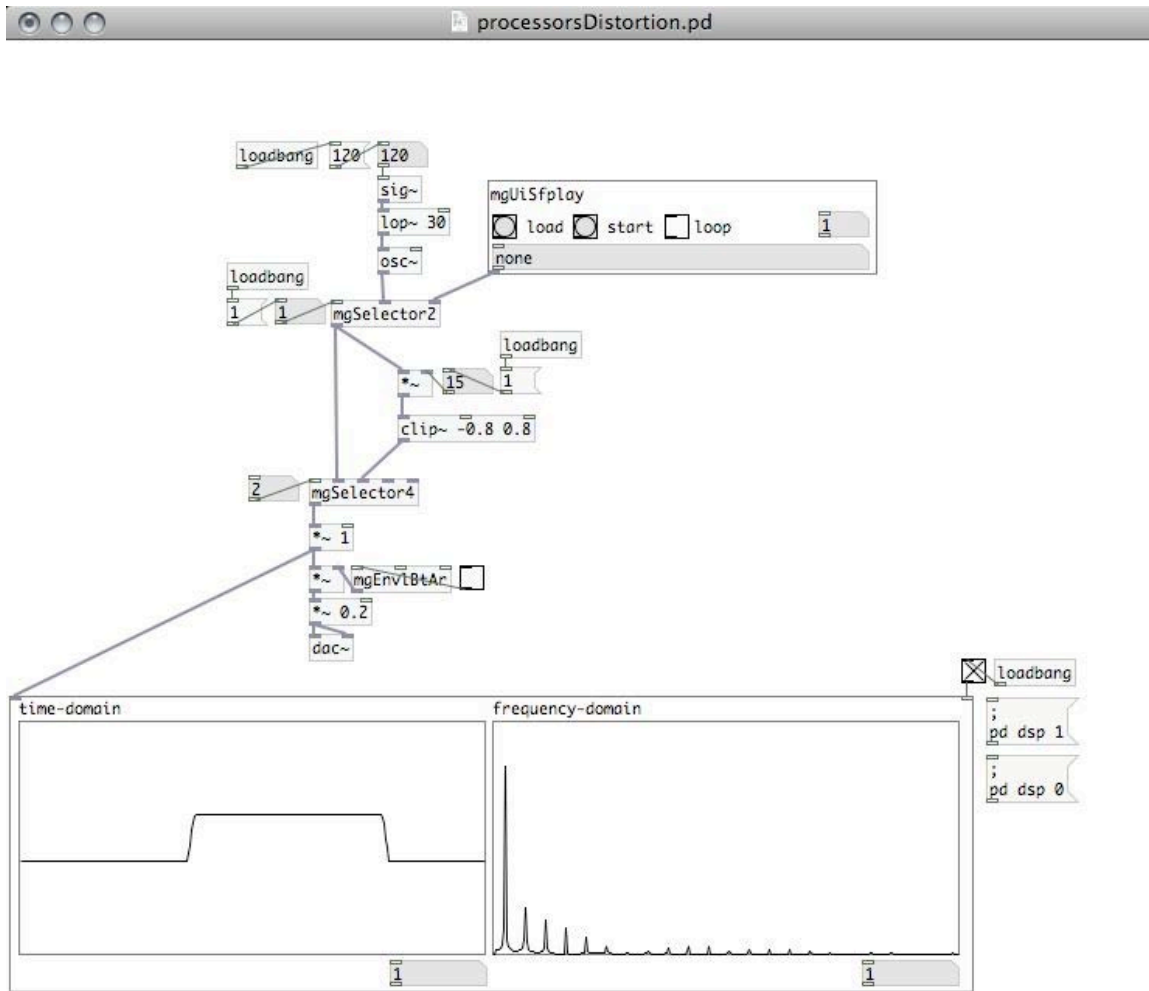 processorsDistortion.pd
loadbang 120 120
sig~
mgUiSfplay
lop~ 30
load start loop 1
osc~
none
loadbang
1 1 mgSelector2
loadbang
*~ 15 1
clip~ -0.8 0.8
2 mgSelector4
*~ 1
*~ mgEnvlBtAr
*~ 0.2
dac~
loadbang
time-domain frequency-domain
;
pd dsp 1
;
pd dsp 0
1 1